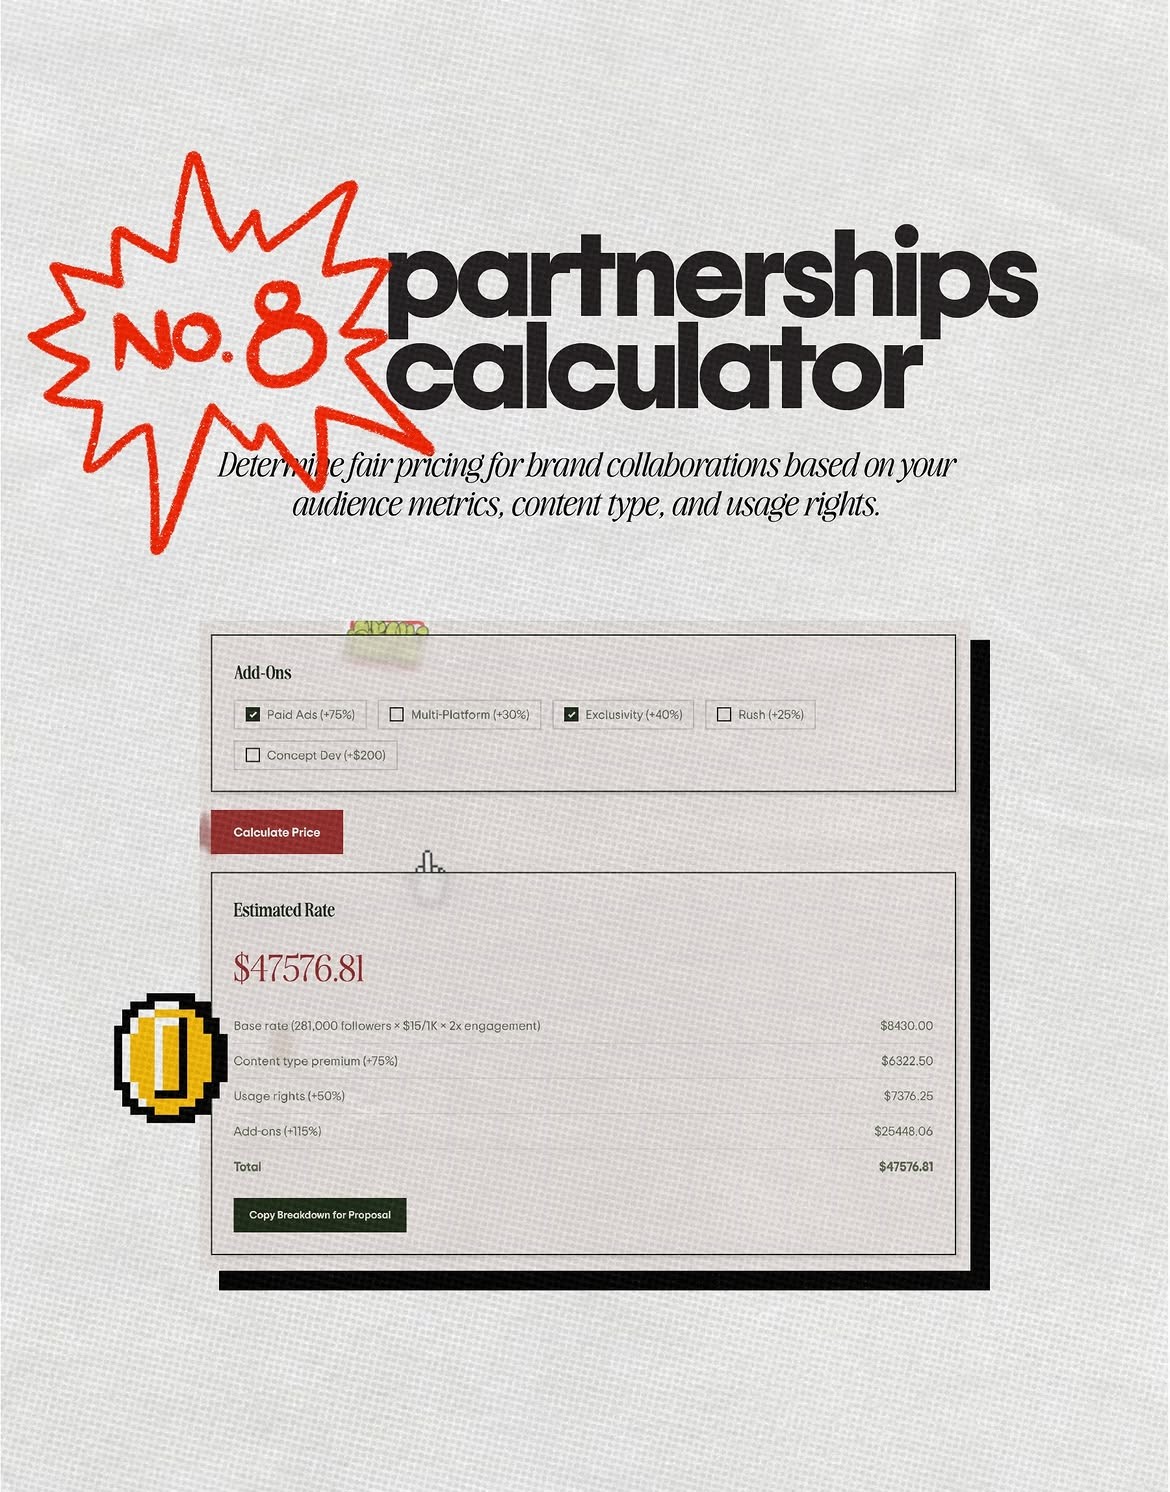 No. 8
partnerships
calculator
Determine fair pricing for brand collaborations based on your
audience metrics, content type, and usage rights.
Add-Ons
Paid Ads (+75%)
Multi-Platform (+30%)
Exclusivity (+40%)
Rush (+25%)
Concept Dev (+$200)
Calculate Price
Estimated Rate
$47576.81
Base rate (281,000 followers × $15/1K × 2x engagement) $8430.00
Content type premium (+75%) $6322.50
Usage rights (+50%) $7376.25
Add-ons (+115%) $25448.06
Total $47576.81
Copy Breakdown for Proposal